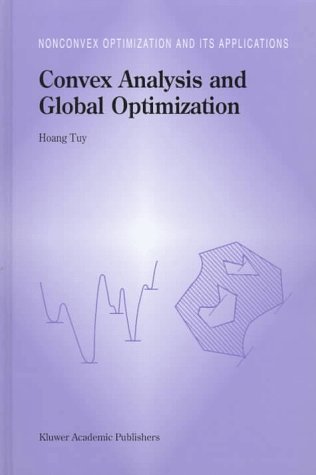 NONCONVEX OPTIMIZATION AND ITS APPLICATIONS
Convex Analysis and
Global Optimization
Hoang Tuy
Kluwer Academic Publishers